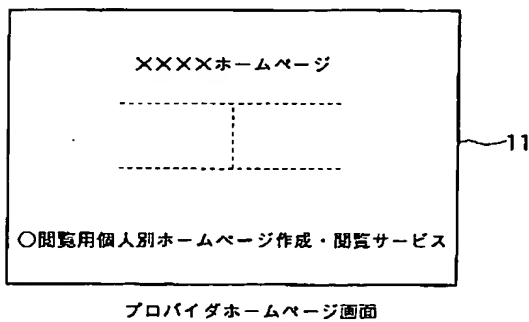 ××××ホームページ
11
○閲覧用個人別ホームページ作成・閲覧サービス
プロバイダホームページ画面